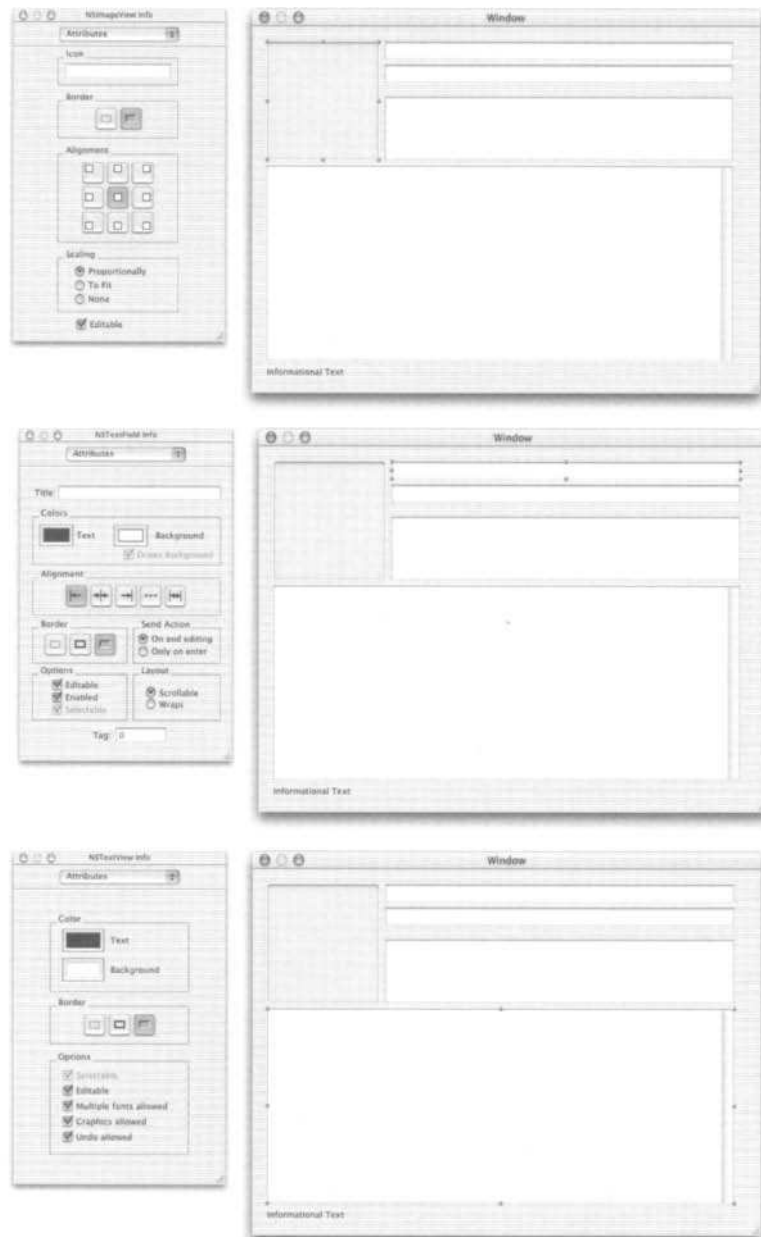 NSImageView Info
Attributes
Icon
Border
Alignment
Scaling
Proportionally
To Fit
None
Editable
Window
Informational Text
NSTextField Info
Attributes
Title
Colors
Text
Background
Draws Background
Alignment
Border
Send Action
On end editing
Only on enter
Options
Editable
Enabled
Selectable
Layout
Scrollable
Wraps
Tag: 0
Window
Informational Text
NSTextView Info
Attributes
Color
Text
Background
Border
Options
Selectable
Editable
Multiple fonts allowed
Graphics allowed
Undo allowed
Window
Informational Text